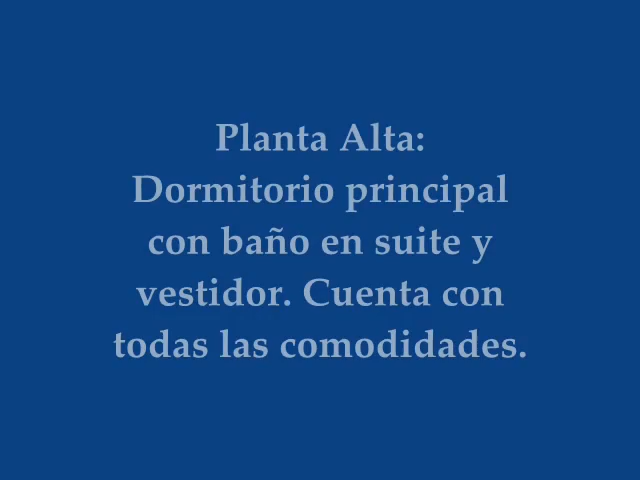 Planta Alta:
Dormitorio principal
con baño en suite y
vestidor. Cuenta con
todas las comodidades.